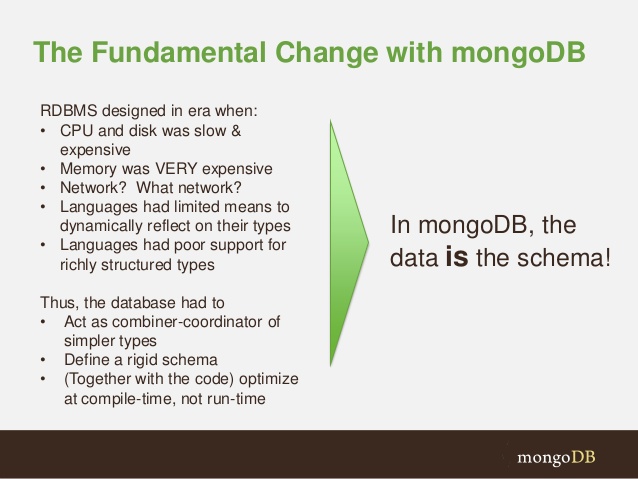 The Fundamental Change with mongoDB
RDBMS designed in era when:
• CPU and disk was slow &
expensive
• Memory was VERY expensive
• Network? What network?
• Languages had limited means to
dynamically reflect on their types
• Languages had poor support for
richly structured types
Thus, the database had to
• Act as combiner-coordinator of
simpler types
• Define a rigid schema
• (Together with the code) optimize
at compile-time, not run-time
In mongoDB, the
data is the schema!
mongoDB